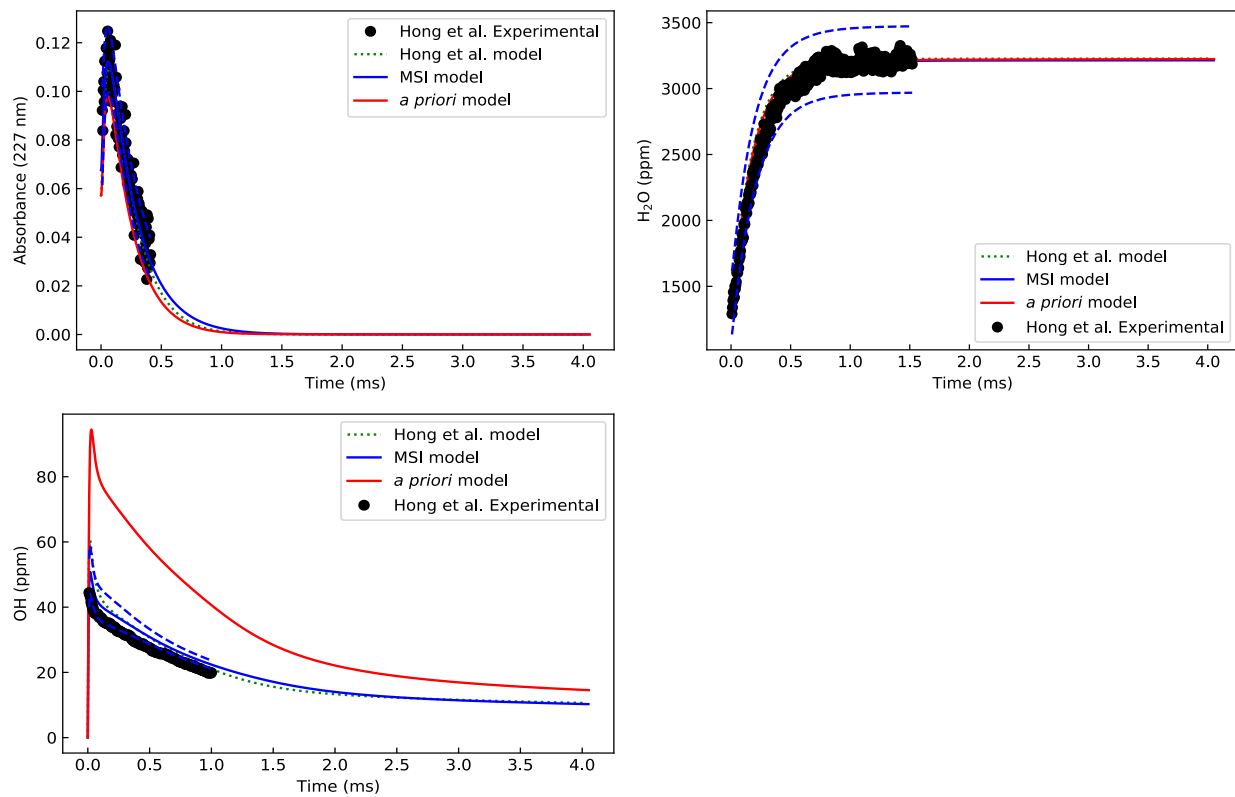 Absorbance (227 nm)
0.12
0.10
0.08
0.06
0.04
0.02
0.00
Hong et al. Experimental
Hong et al. model
MSI model
a priori model
0.0 0.5 1.0 1.5 2.0 2.5 3.0 3.5 4.0
Time (ms)
H₂O (ppm)
3500
3000
2500
2000
1500
Hong et al. model
MSI model
a priori model
Hong et al. Experimental
0.0 0.5 1.0 1.5 2.0 2.5 3.0 3.5 4.0
Time (ms)
OH (ppm)
80
60
40
20
0
Hong et al. model
MSI model
a priori model
Hong et al. Experimental
0.0 0.5 1.0 1.5 2.0 2.5 3.0 3.5 4.0
Time (ms)